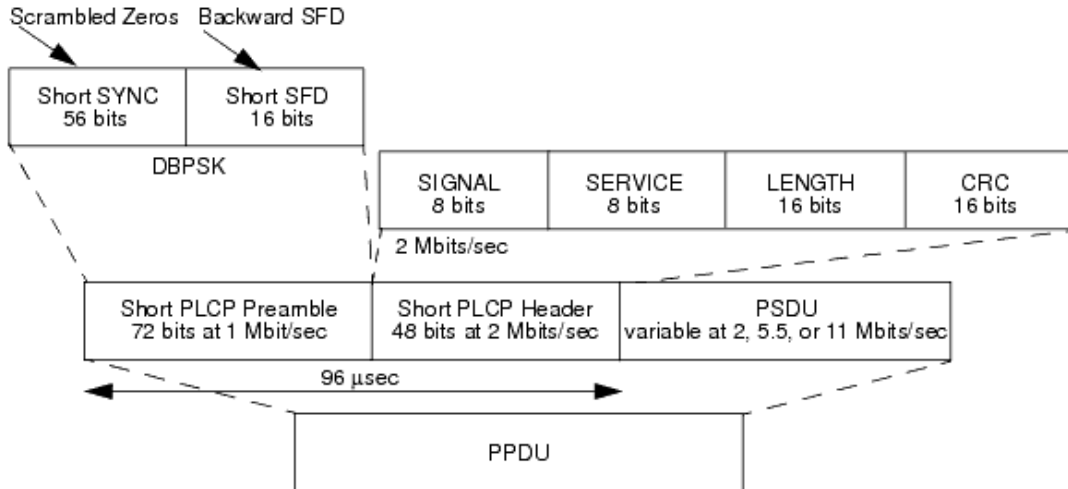 Scrambled Zeros
Backward SFD
Short SYNC
56 bits
Short SFD
16 bits
DBPSK
SIGNAL
8 bits
SERVICE
8 bits
LENGTH
16 bits
CRC
16 bits
2 Mbits/sec
Short PLCP Preamble
72 bits at 1 Mbit/sec
Short PLCP Header
48 bits at 2 Mbits/sec
PSDU
variable at 2, 5.5, or 11 Mbits/sec
96 μsec
PPDU